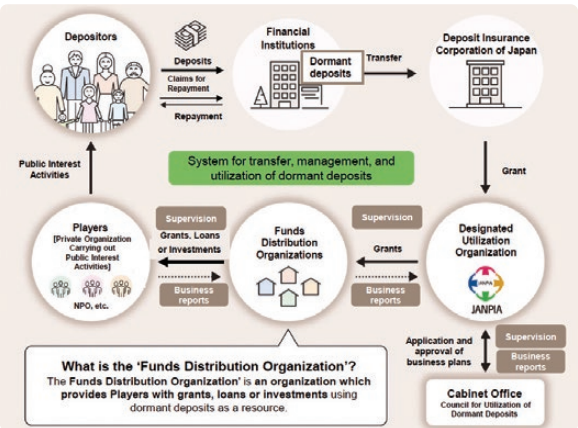 Depositors
Deposits
Claims for
Repayment
Repayment
Financial
Institutions
Dormant
deposits
Transfer
Deposit Insurance
Corporation of Japan
Public Interest
Activities
System for transfer, management, and
utilization of dormant deposits
Grant
Players
[Private Organization
Carrying out
Public Interest
Activities]
NPO, etc.
Supervision
Grants, Loans
or Investments
Business
reports
Funds
Distribution
Organizations
Supervision
Grants
Business
reports
Designated
Utilization
Organization
JANPIA
JANPIA
Application and
approval of
business plans
Supervision
Business
reports
Cabinet Office
Council for Utilization of
Dormant Deposits
What is the ‘Funds Distribution Organization’?
The Funds Distribution Organization' is an organization which
provides Players with grants, loans or investments using
dormant deposits as a resource.